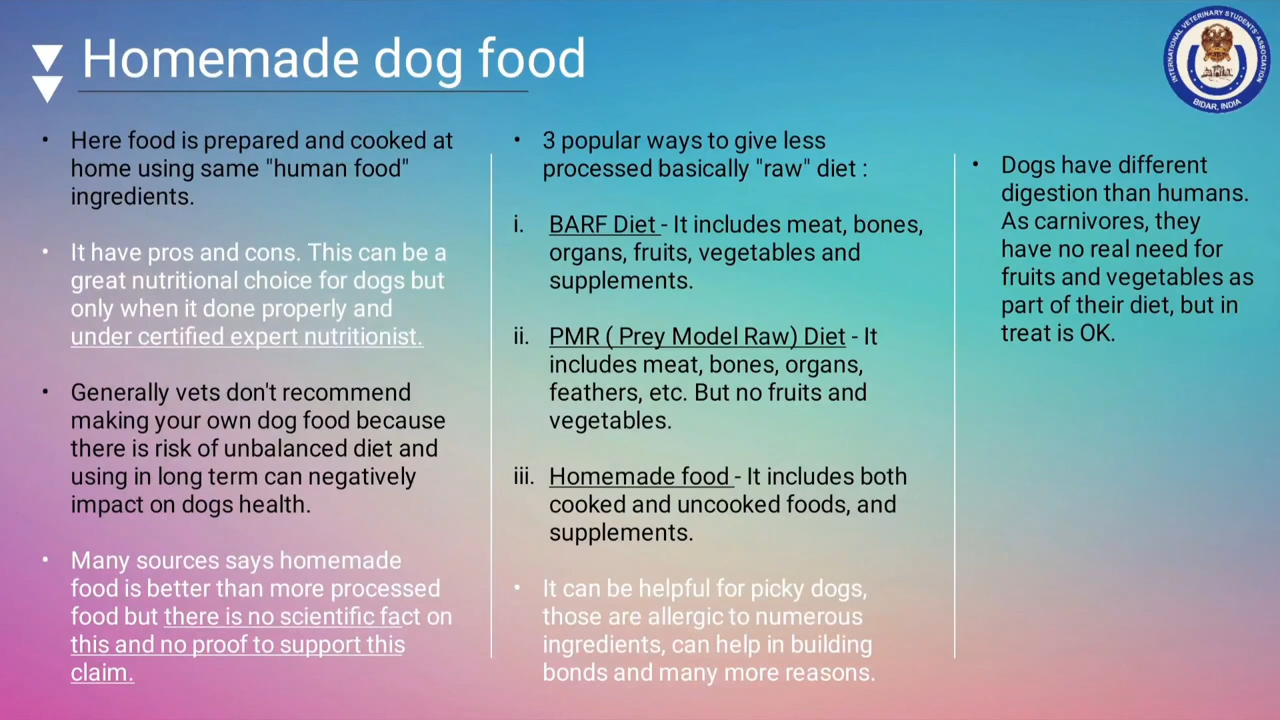 Homemade dog food
• Here food is prepared and cooked at
home using same "human food"
ingredients.
• It have pros and cons. This can be a
great nutritional choice for dogs but
only when it done properly and
under certified expert nutritionist.
• Generally vets don't recommend
making your own dog food because
there is risk of unbalanced diet and
using in long term can negatively
impact on dogs health.
• Many sources says homemade
food is better than more processed
food but there is no scientific fact on
this and no proof to support this
claim.
• 3 popular ways to give less
processed basically "raw" diet :
i. BARF Diet - It includes meat, bones,
organs, fruits, vegetables and
supplements.
ii. PMR ( Prey Model Raw) Diet - It
includes meat, bones, organs,
feathers, etc. But no fruits and
vegetables.
iii. Homemade food - It includes both
cooked and uncooked foods, and
supplements.
• It can be helpful for picky dogs,
those are allergic to numerous
ingredients, can help in building
bonds and many more reasons.
• Dogs have different
digestion than humans.
As carnivores, they
have no real need for
fruits and vegetables as
part of their diet, but in
treat is OK.
INTERNATIONAL VETERINARY STUDENTS' ASSOCIATION
BIDAR, INDIA